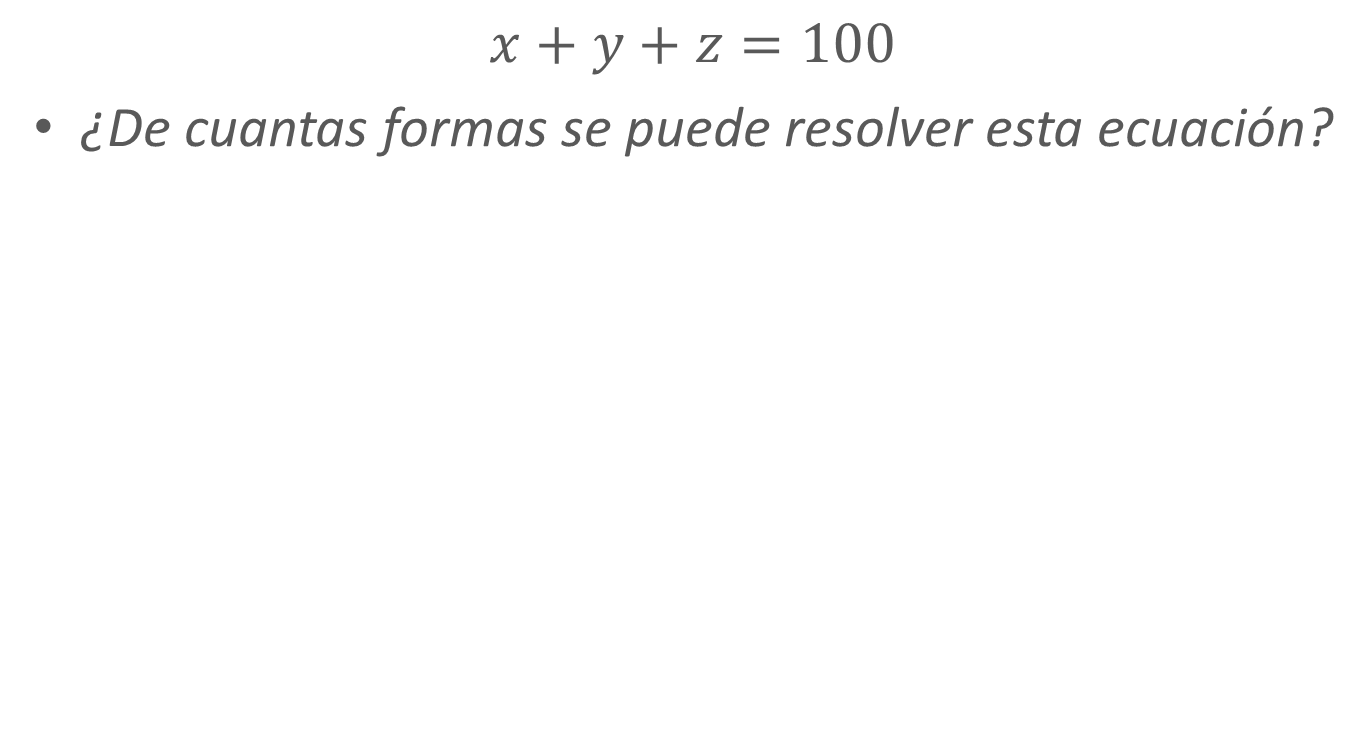 x + y + z = 100
• ¿De cuantas formas se puede resolver esta ecuación?